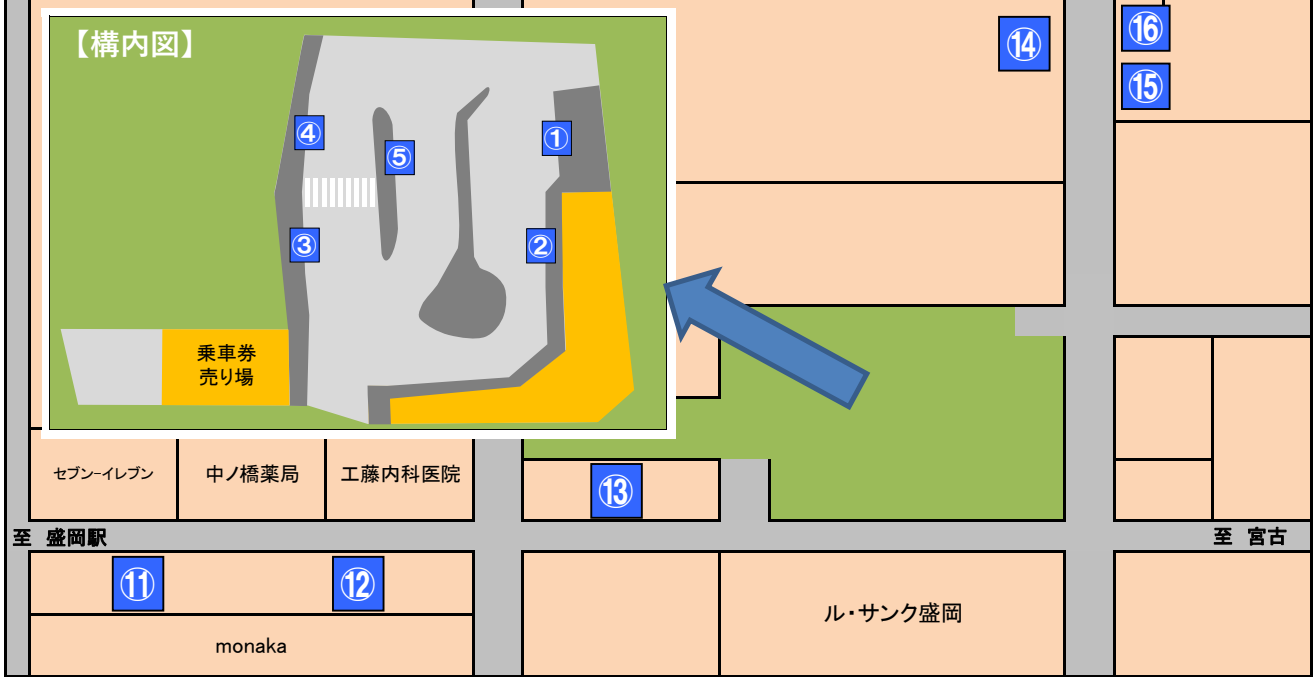 【構内図】
⑭
⑯
⑮
④
⑤
①
③
②
乗車券
売り場
セブン-イレブン
中ノ橋薬局
工藤内科医院
⑬
至 盛岡駅
至 宮古
⑪
⑫
monaka
ル・サンク盛岡